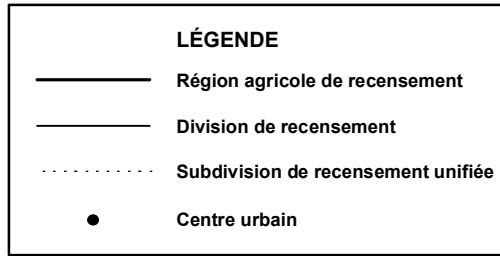 LÉGENDE
Région agricole de recensement
Division de recensement
Subdivision de recensement unifiée
Centre urbain